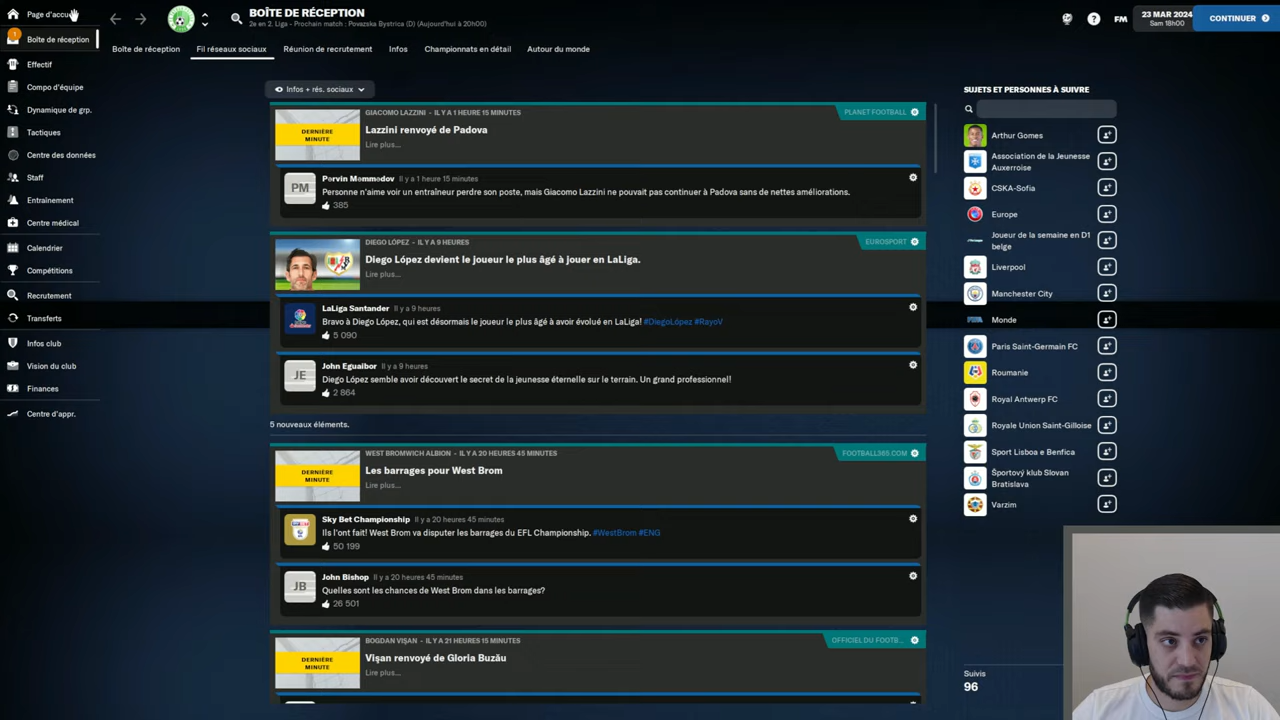 Page d'accueil
BOÎTE DE RÉCEPTION
2e en 2. Liga - Prochain match : Povazska Bystrica (D) (Aujourd'hui à 20h00)
FM
23 MAR 2024
Sam 18h00
CONTINUER
Boîte de réception
Effectif
Compo d'équipe
Dynamique de grp.
Tactiques
Centre des données
Staff
Entraînement
Centre médical
Calendrier
Compétitions
Recrutement
Transferts
Infos club
Vision du club
Finances
Centre d'appr.
Boîte de réception
Fil réseaux sociaux
Réunion de recrutement
Infos
Championnats en détail
Autour du monde
Infos + rés. sociaux
GIACOMO LAZZINI - IL Y A 1 HEURE 15 MINUTES
PLANET FOOTBALL
DERNIÈRE
MINUTE
Lazzini renvoyé de Padova
Lire plus...
PM
Pərvin Məmmədov Il y a 1 heure 15 minutes
Personne n'aime voir un entraîneur perdre son poste, mais Giacomo Lazzini ne pouvait pas continuer à Padova sans de nettes améliorations.
385
DIEGO LÓPEZ - IL Y A 9 HEURES
EUROSPORT
Diego López devient le joueur le plus âgé à jouer en LaLiga.
Lire plus...
LaLiga Santander Il y a 9 heures
Bravo à Diego López, qui est désormais le joueur le plus âgé à avoir évolué en LaLiga! #DiegoLópez #RayoV
5 090
JE
John Eguaibor Il y a 9 heures
Diego López semble avoir découvert le secret de la jeunesse éternelle sur le terrain. Un grand professionnel!
2 864
5 nouveaux éléments.
WEST BROMWICH ALBION - IL Y A 20 HEURES 45 MINUTES
FOOTBALL365.COM
DERNIÈRE
MINUTE
Les barrages pour West Brom
Lire plus...
Sky Bet Championship Il y a 20 heures 45 minutes
Ils l'ont fait! West Brom va disputer les barrages du EFL Championship. #WestBrom #ENG
50 199
JB
John Bishop Il y a 20 heures 45 minutes
Quelles sont les chances de West Brom dans les barrages?
26 501
BOGDAN VIȘAN - IL Y A 21 HEURES 15 MINUTES
OFFICIEL DU FOOTB...
DERNIÈRE
MINUTE
Vişan renvoyé de Gloria Buzău
Lire plus...
SUJETS ET PERSONNES À SUIVRE
Arthur Gomes
Association de la Jeunesse
Auxerroise
CSKA-Sofia
Europe
Joueur de la semaine en D1
belge
Liverpool
Manchester City
Monde
Paris Saint-Germain FC
Roumanie
Royal Antwerp FC
Royale Union Saint-Gilloise
Sport Lisboa e Benfica
Športový klub Slovan
Bratislava
Varzim
Suivis
96